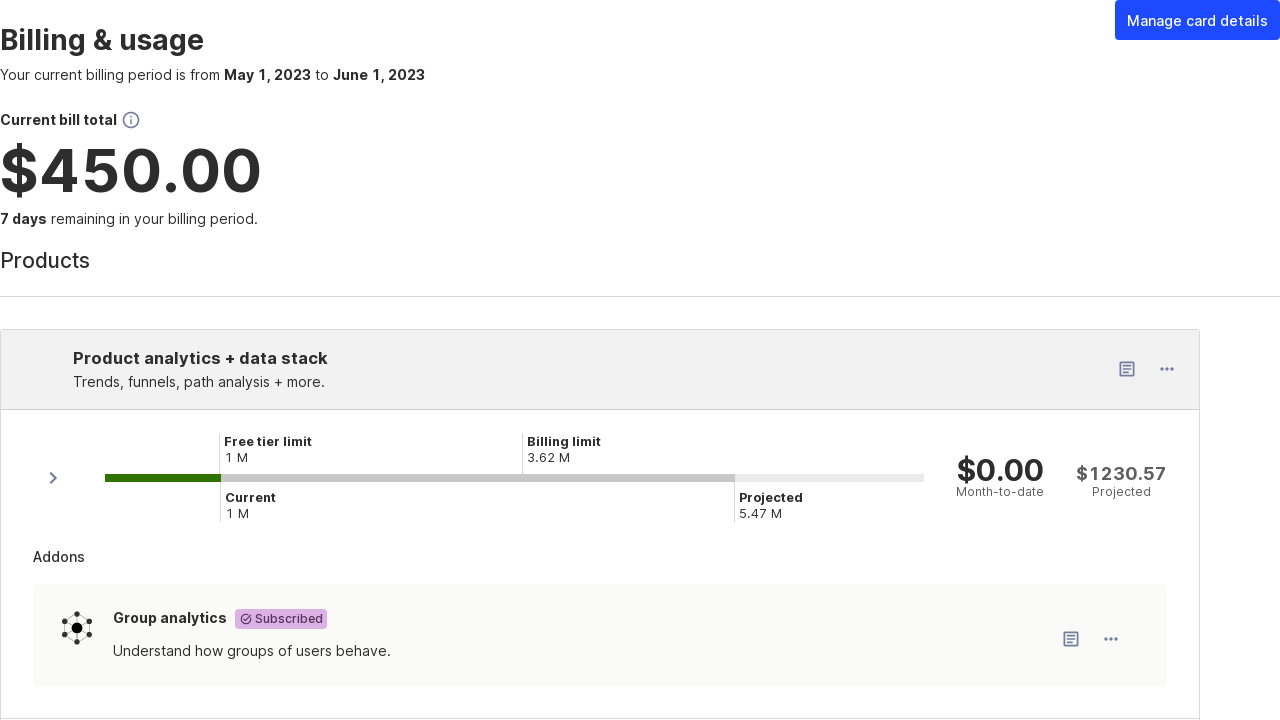 Manage card details
Billing & usage
Your current billing period is from May 1, 2023 to June 1, 2023
Current bill total
$450.00
7 days remaining in your billing period.
Products
Product analytics + data stack
Trends, funnels, path analysis + more.
Free tier limit
1 M
Billing limit
3.62 M
Current
1 M
Projected
5.47 M
$0.00
Month-to-date
$1230.57
Projected
Addons
Group analytics
Subscribed
Understand how groups of users behave.